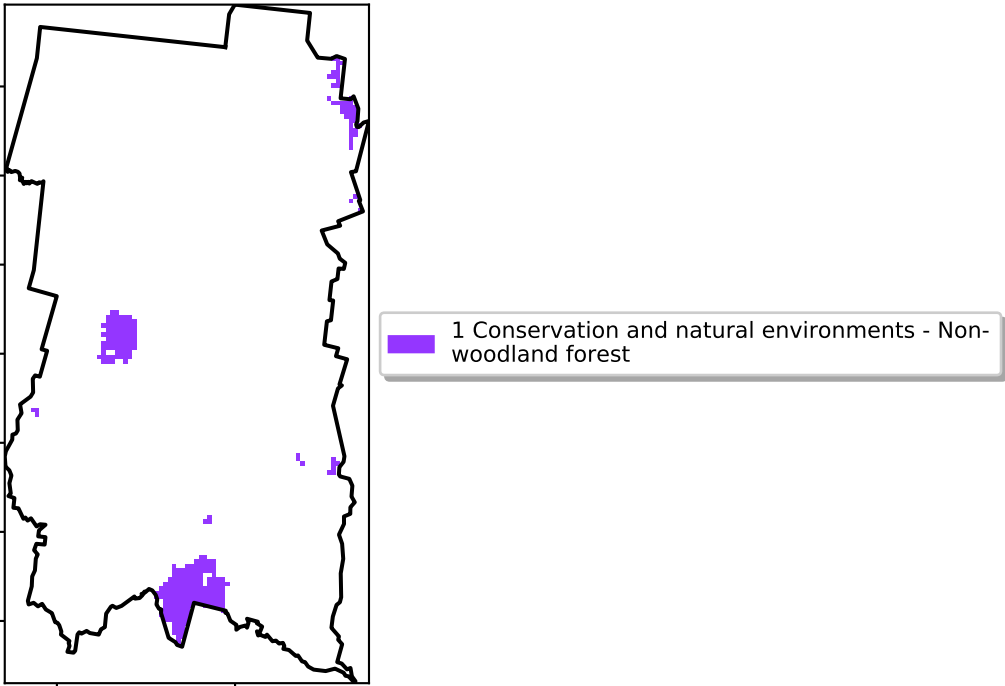 1 Conservation and natural environments - Non-
woodland forest